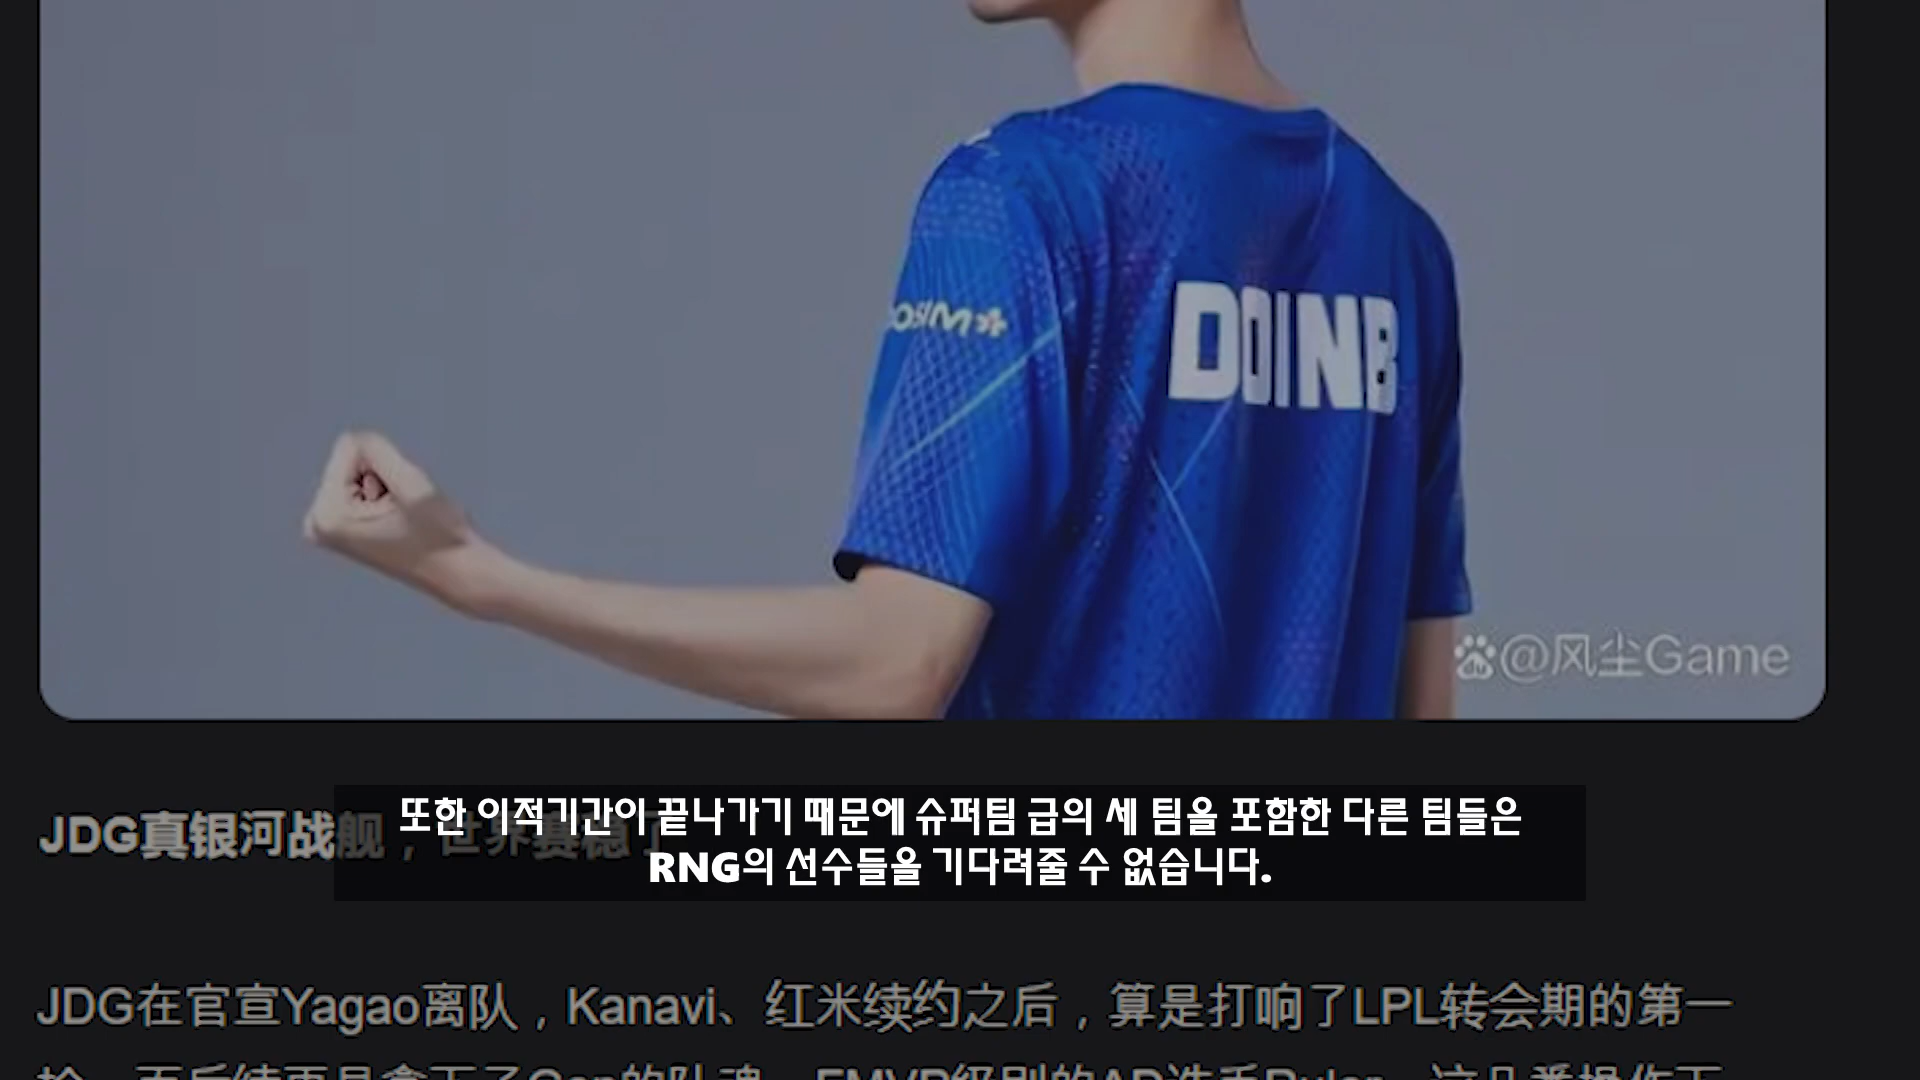 DOINB
@风尘Game
JDG真银河战舰，世界赛稳了
또한 이적기간이 끝나가기 때문에 슈퍼팀 급의 세 팀을 포함한 다른 팀들은
RNG의 선수들을 기다려줄 수 없습니다.
JDG在官宣Yagao离队，Kanavi、红米续约之后，算是打响了LPL转会期的第一